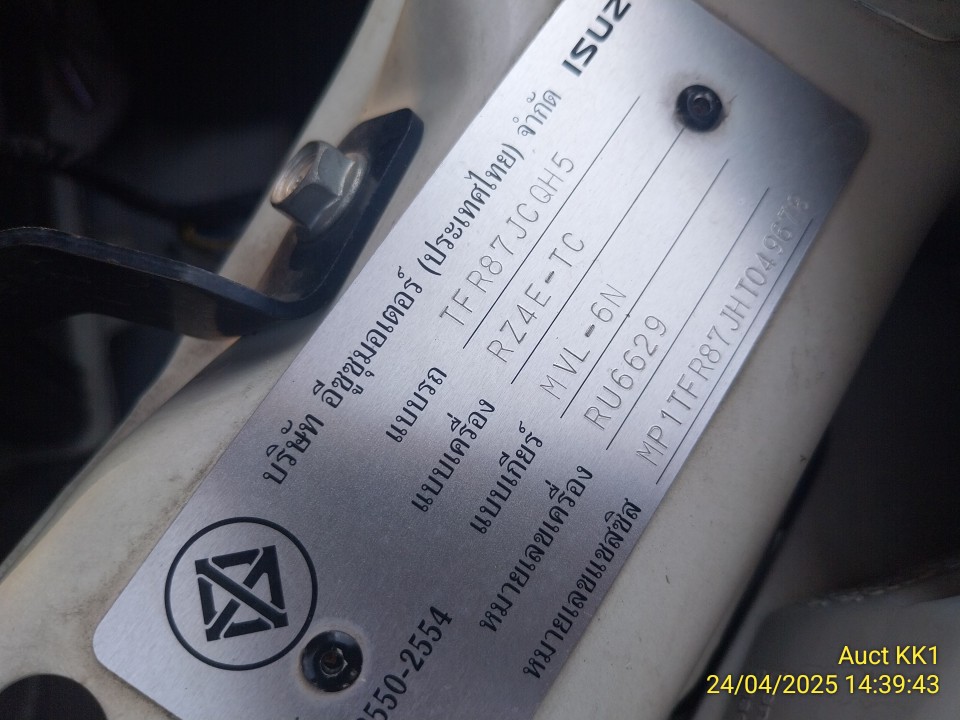 ISUZ
บริษัท อีซูซุมอเตอร์ (ประเทศไทย) จำกัด
แบบรถ TFR87JCQH5
แบบเครื่อง RZ4E-TC
แบบเกียร์ MVL-6N
หมายเลขเครื่อง RU6629
หมายเลขแชสซิส
2550-2554
Auct KK1
24/04/2025 14:39:43